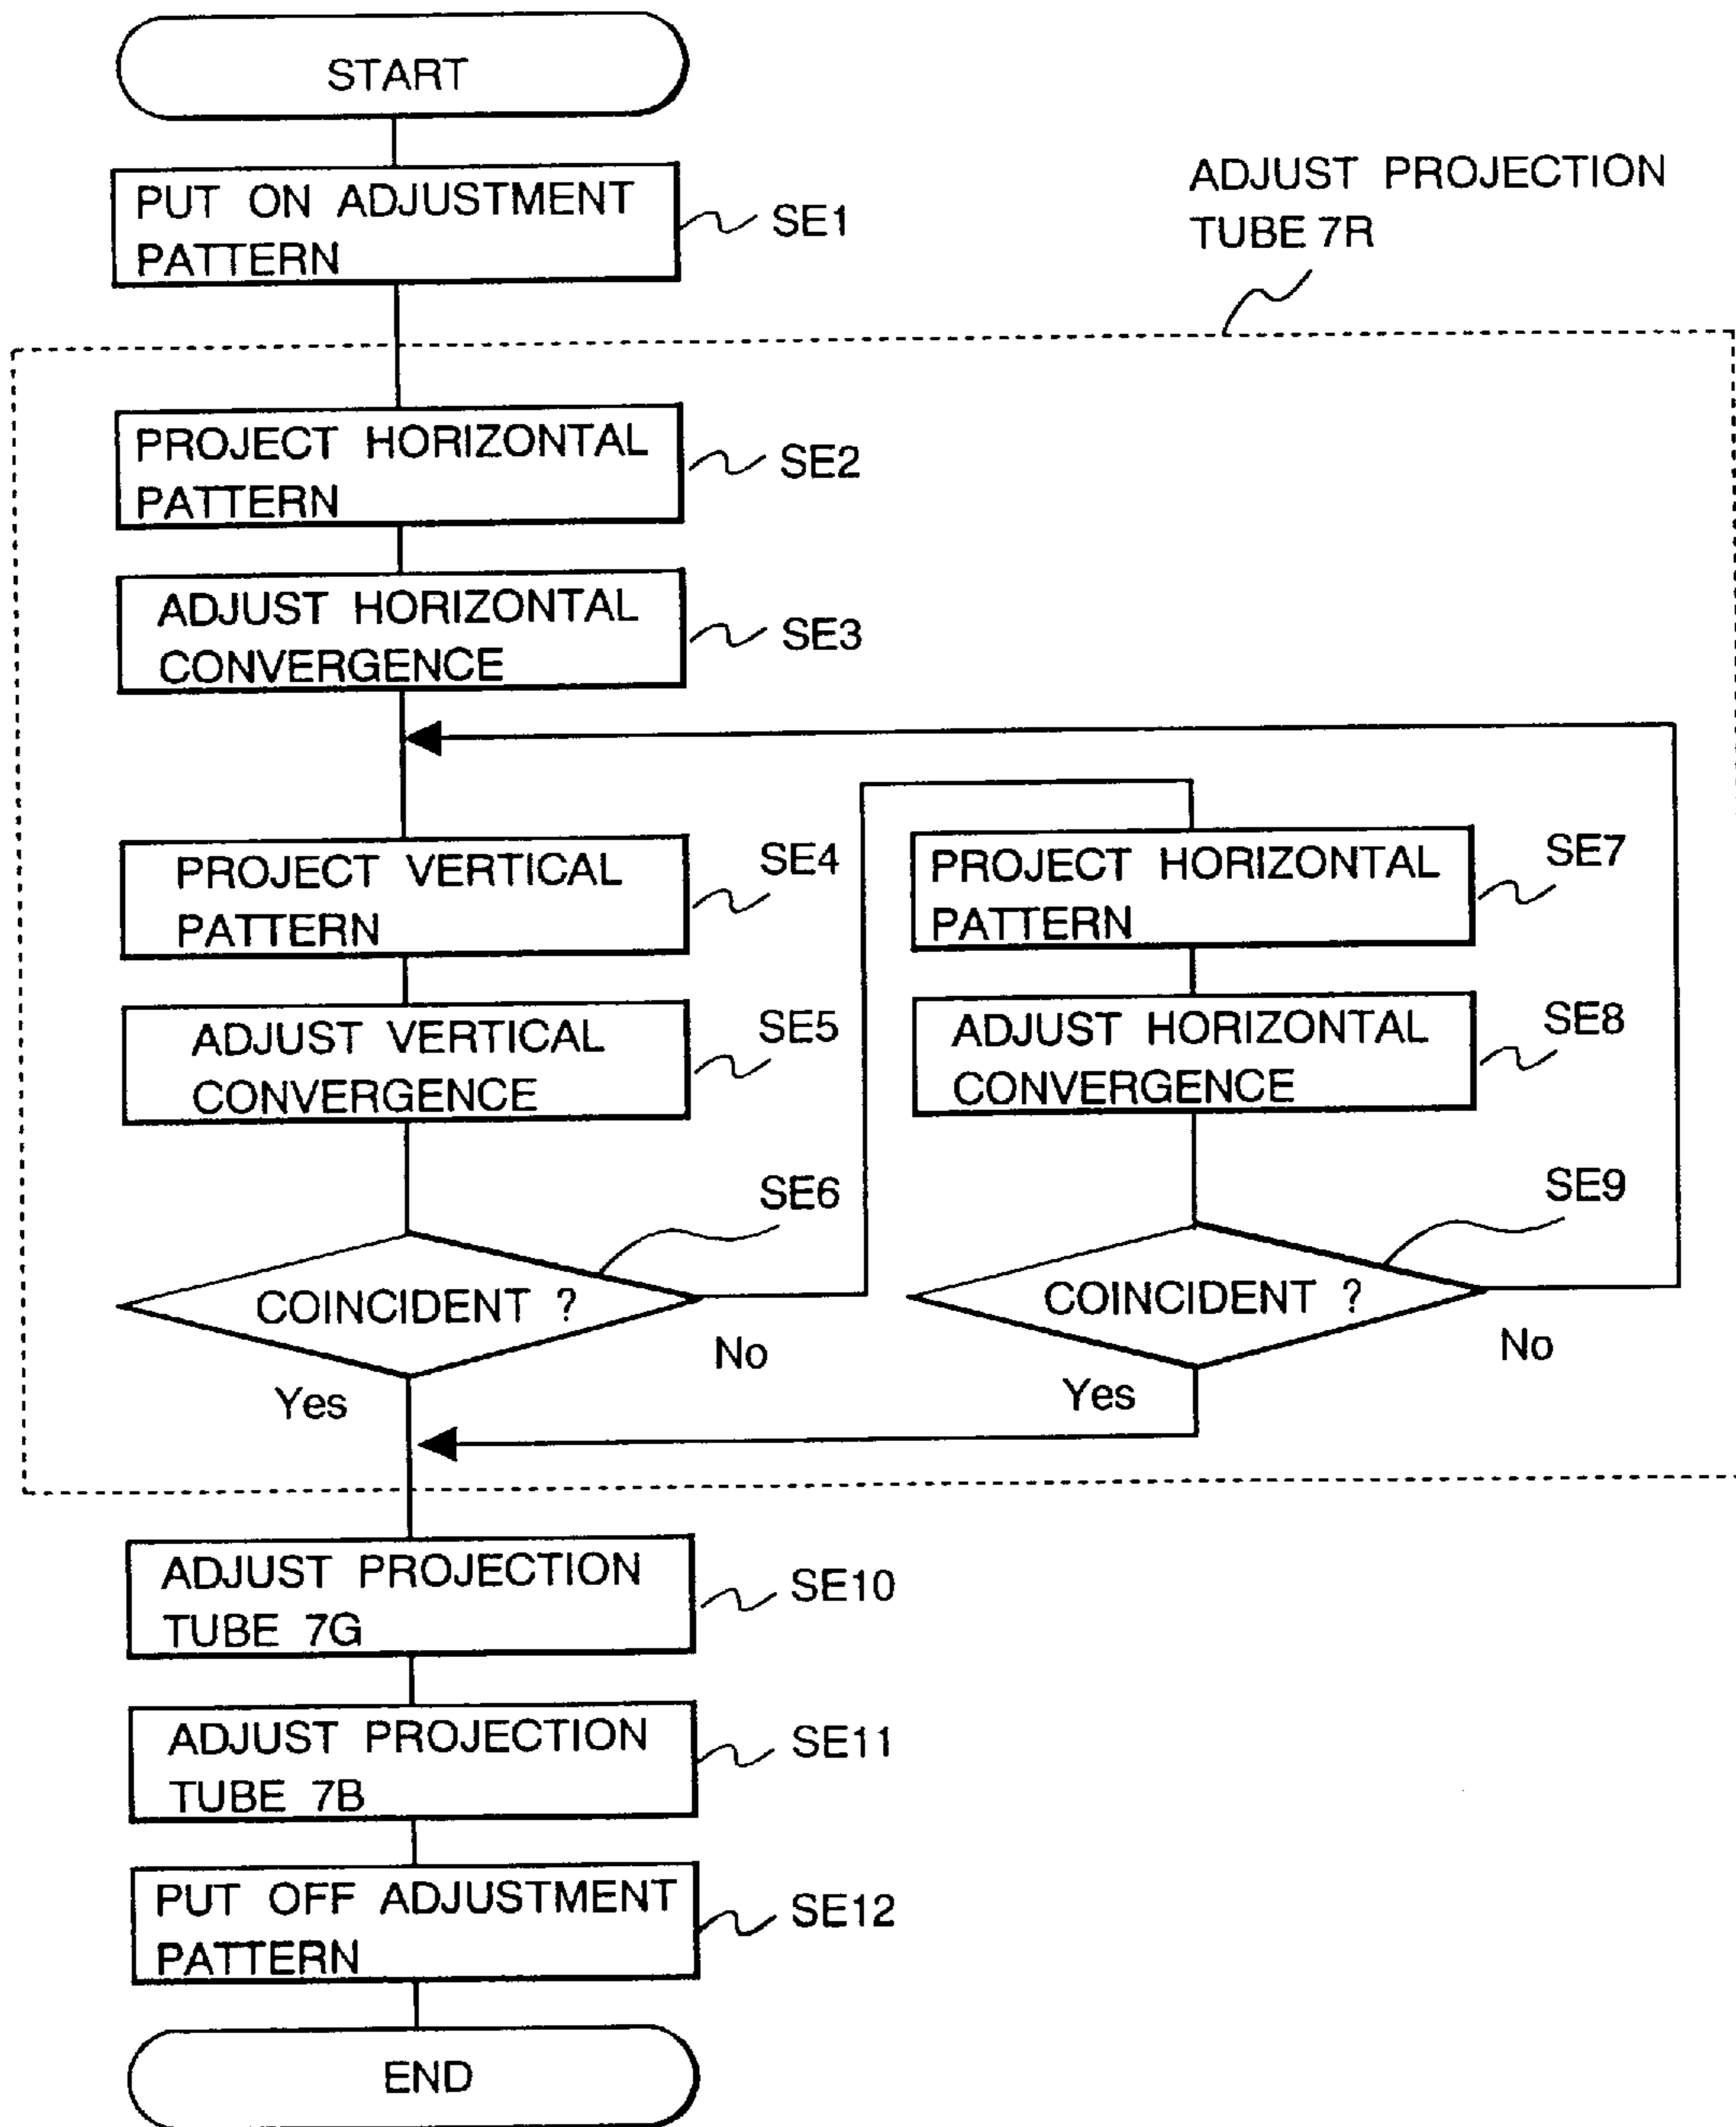 START
PUT ON ADJUSTMENT
PATTERN
SE1
ADJUST PROJECTION
TUBE 7R
PROJECT HORIZONTAL
PATTERN
SE2
ADJUST HORIZONTAL
CONVERGENCE
SE3
PROJECT VERTICAL
PATTERN
SE4
ADJUST VERTICAL
CONVERGENCE
SE5
COINCIDENT ?
SE6
No
Yes
PROJECT HORIZONTAL
PATTERN
SE7
ADJUST HORIZONTAL
CONVERGENCE
SE8
COINCIDENT ?
SE9
No
Yes
ADJUST PROJECTION
TUBE 7G
SE10
ADJUST PROJECTION
TUBE 7B
SE11
PUT OFF ADJUSTMENT
PATTERN
SE12
END